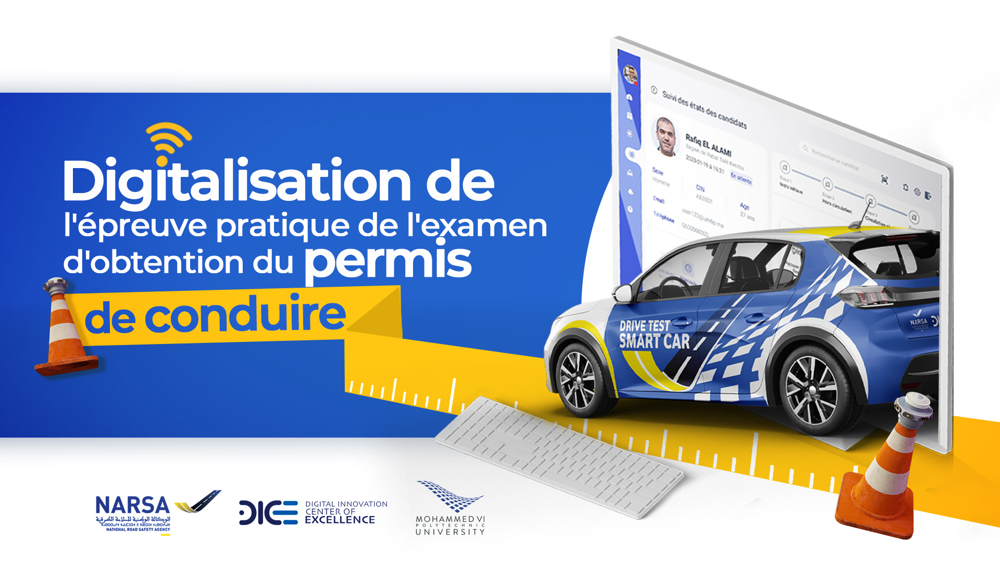 Digitalisation de
l'épreuve pratique de l'examen
d'obtention du permis
de conduire
Suivi des états des candidats
Rafiq EL ALAMI
Region de Rabat Salé Kenitra
2023-01-19 à 16:31 En attente
Rechercher un candidat
Sexe
Homme
CIN
AE0001
Age
27 ans
Email
user123@um6p.ma
Téléphone
0600000000
Etape 1
tests initiaux
Etape 2
Hors circulation
Etape 3
Circulation
DRIVE TEST
SMART CAR
NARSA
NARSA
الوكالة الوطنية للسلامة الطرقية
NATIONAL ROAD SAFETY AGENCY
DICE
DIGITAL INNOVATION
CENTER OF
EXCELLENCE
MOHAMMED VI
POLYTECHNIC
UNIVERSITY